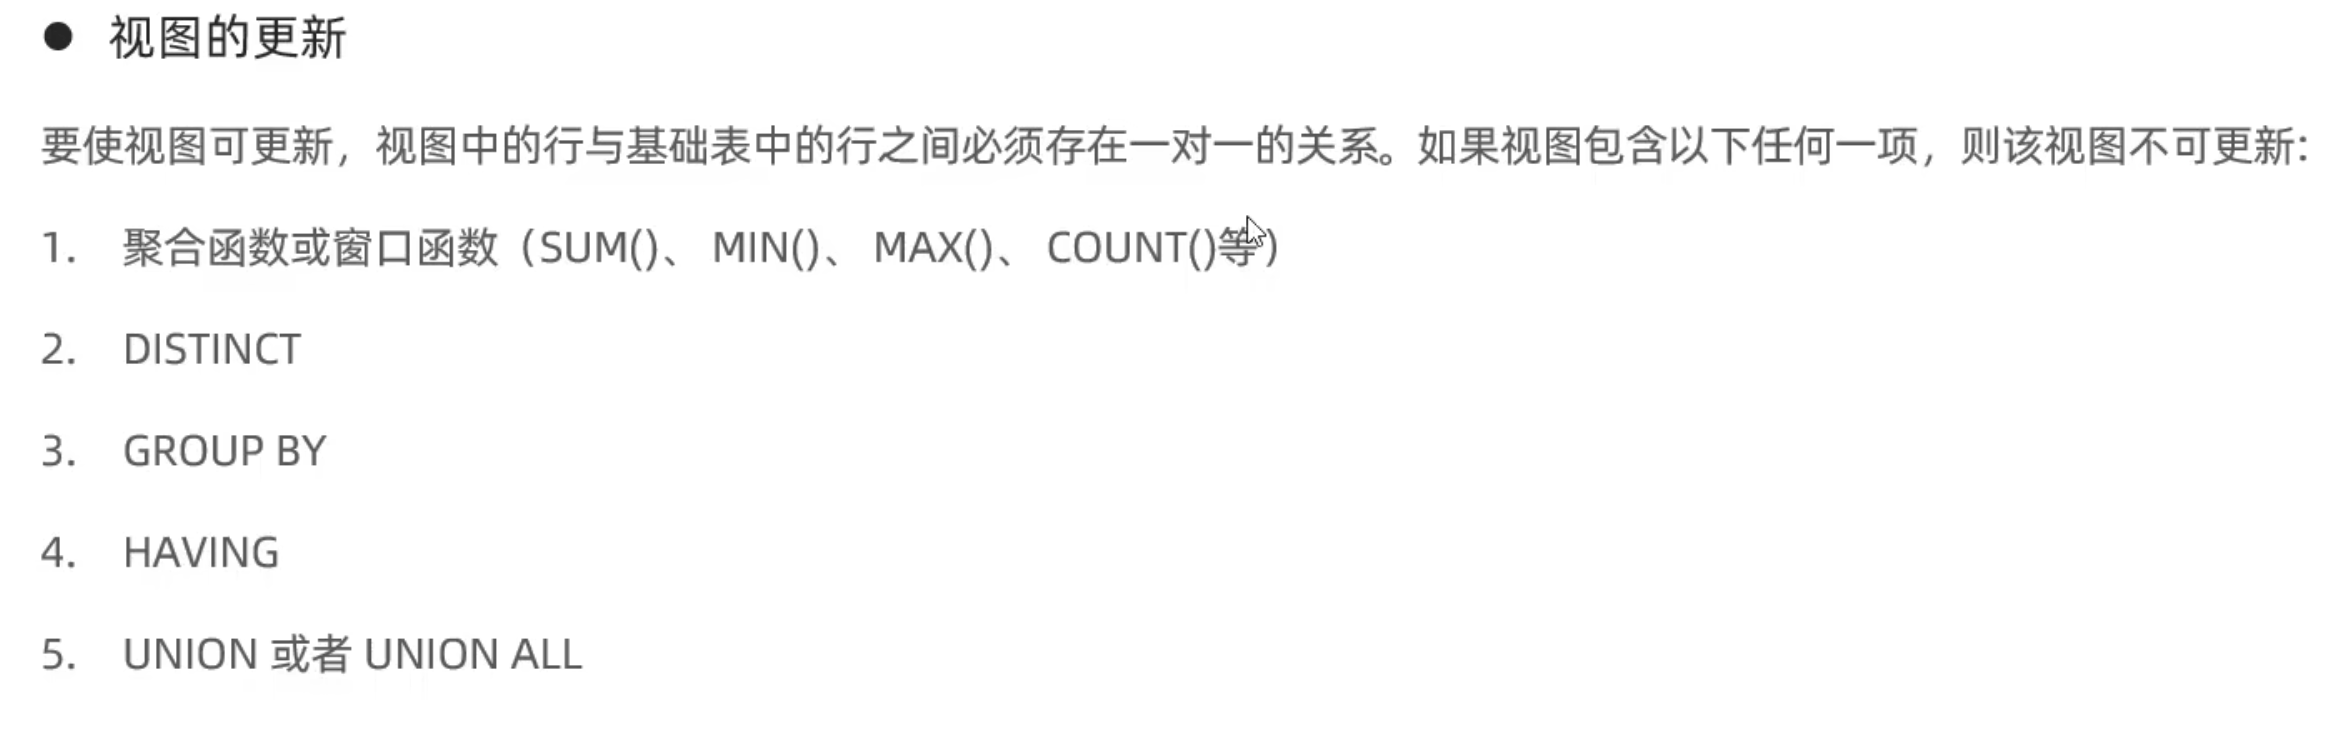 ● 视图的更新
要使视图可更新，视图中的行与基础表中的行之间必须存在一对一的关系。如果视图包含以下任何一项，则该视图不可更新：
1. 聚合函数或窗口函数（SUM()、 MIN()、 MAX()、 COUNT()等）
2. DISTINCT
3. GROUP BY
4. HAVING
5. UNION 或者 UNION ALL